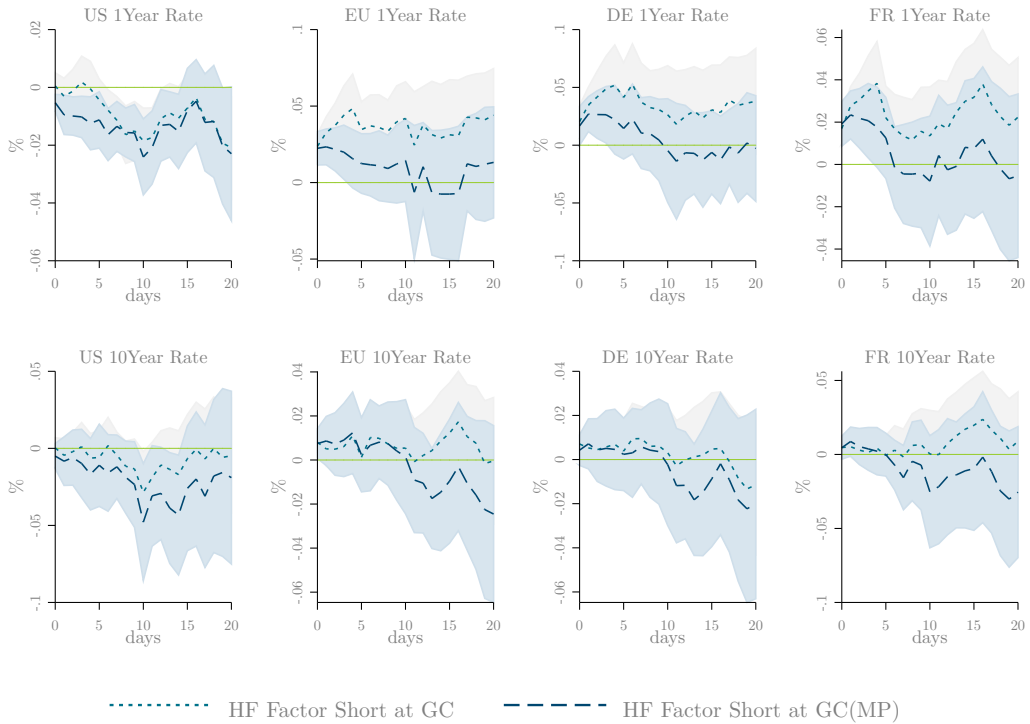 US 1Year Rate
EU 1Year Rate
DE 1Year Rate
FR 1Year Rate
.02
0
-.02
-.04
-.06
%
0 5 10 15 20
days
.1
.05
0
-.05
%
0 5 10 15 20
days
.1
.05
0
-.05
-.1
%
0 5 10 15 20
days
.06
.04
.02
0
-.02
-.04
%
0 5 10 15 20
days
US 10Year Rate
EU 10Year Rate
DE 10Year Rate
FR 10Year Rate
.05
0
-.05
-.1
%
0 5 10 15 20
days
.04
.02
0
-.02
-.04
-.06
%
0 5 10 15 20
days
.04
.02
0
-.02
-.04
-.06
%
0 5 10 15 20
days
.05
0
-.05
-.1
%
0 5 10 15 20
days
HF Factor Short at GC
HF Factor Short at GC(MP)